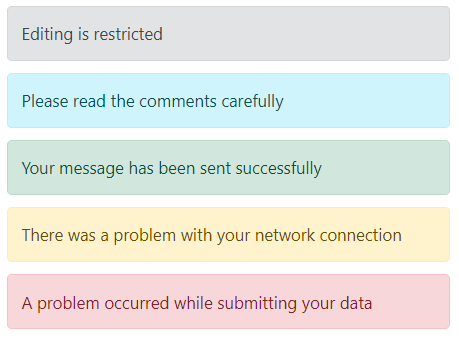 Editing is restricted
Please read the comments carefully
Your message has been sent successfully
There was a problem with your network connection
A problem occurred while submitting your data